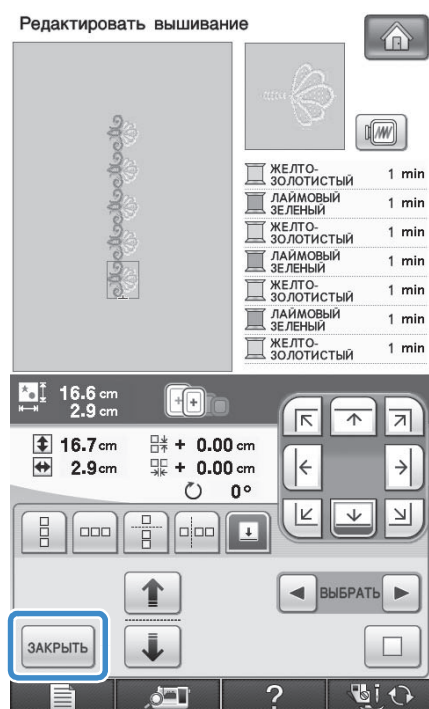 Редактировать вышивание
ЖЕЛТО-
ЗОЛОТИСТЫЙ 1 min
ЛАЙМОВЫЙ
ЗЕЛЕНЫЙ 1 min
ЖЕЛТО-
ЗОЛОТИСТЫЙ 1 min
ЛАЙМОВЫЙ
ЗЕЛЕНЫЙ 1 min
ЖЕЛТО-
ЗОЛОТИСТЫЙ 1 min
ЛАЙМОВЫЙ
ЗЕЛЕНЫЙ 1 min
ЖЕЛТО-
ЗОЛОТИСТЫЙ 1 min
16.6 cm
2.9 cm
16.7 cm + 0.00 cm
2.9 cm + 0.00 cm
0°
ВЫБРАТЬ
ЗАКРЫТЬ
?